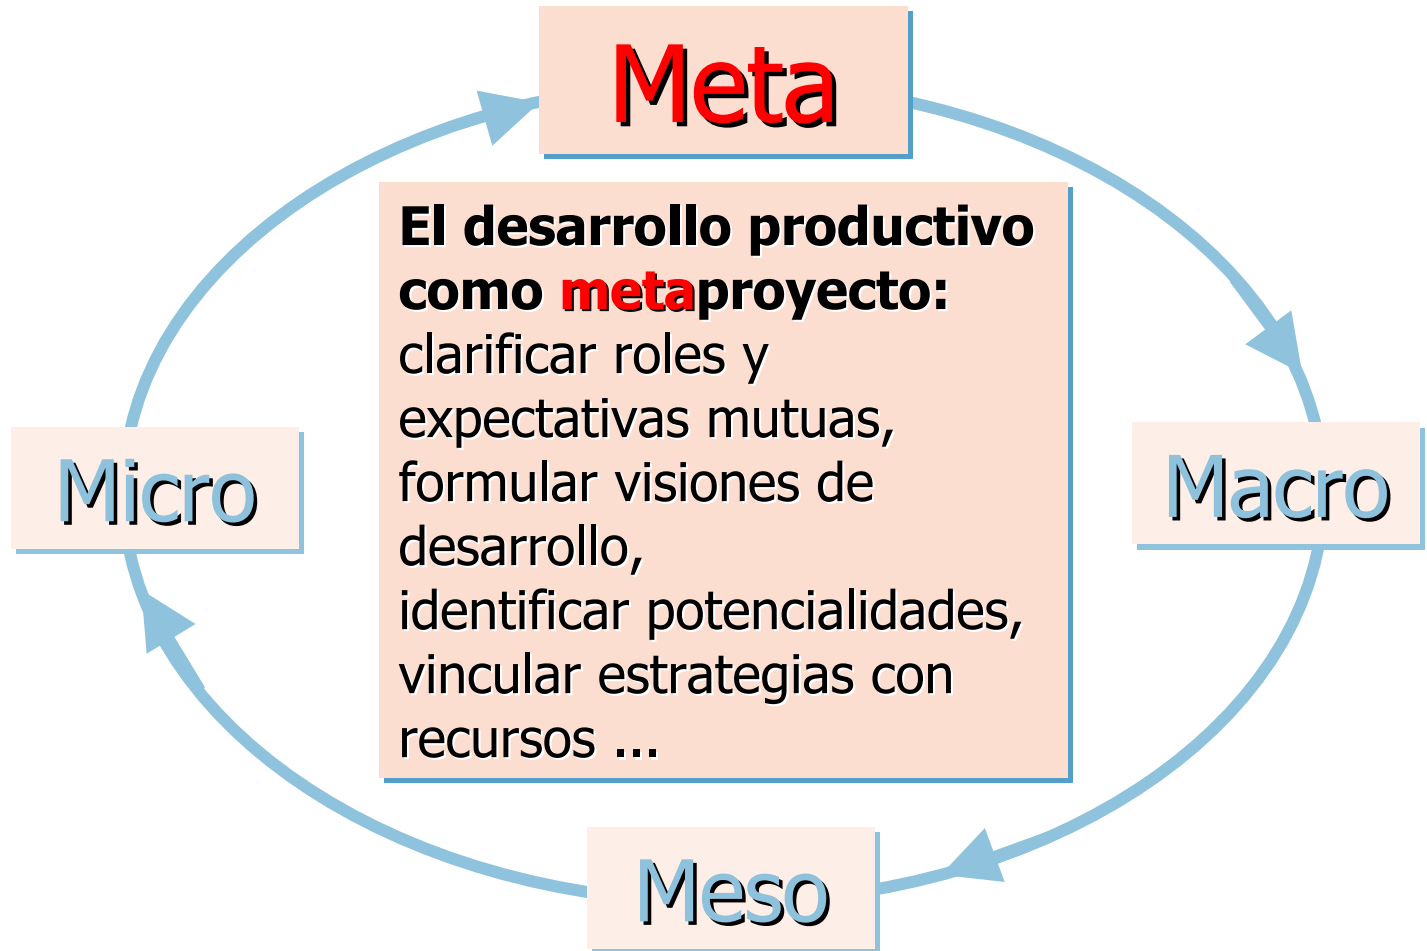 Meta
El desarrollo productivo
como metaproyecto:
clarificar roles y
expectativas mutuas,
formular visiones de
desarrollo,
identificar potencialidades,
vincular estrategias con
recursos ...
Micro
Macro
Meso